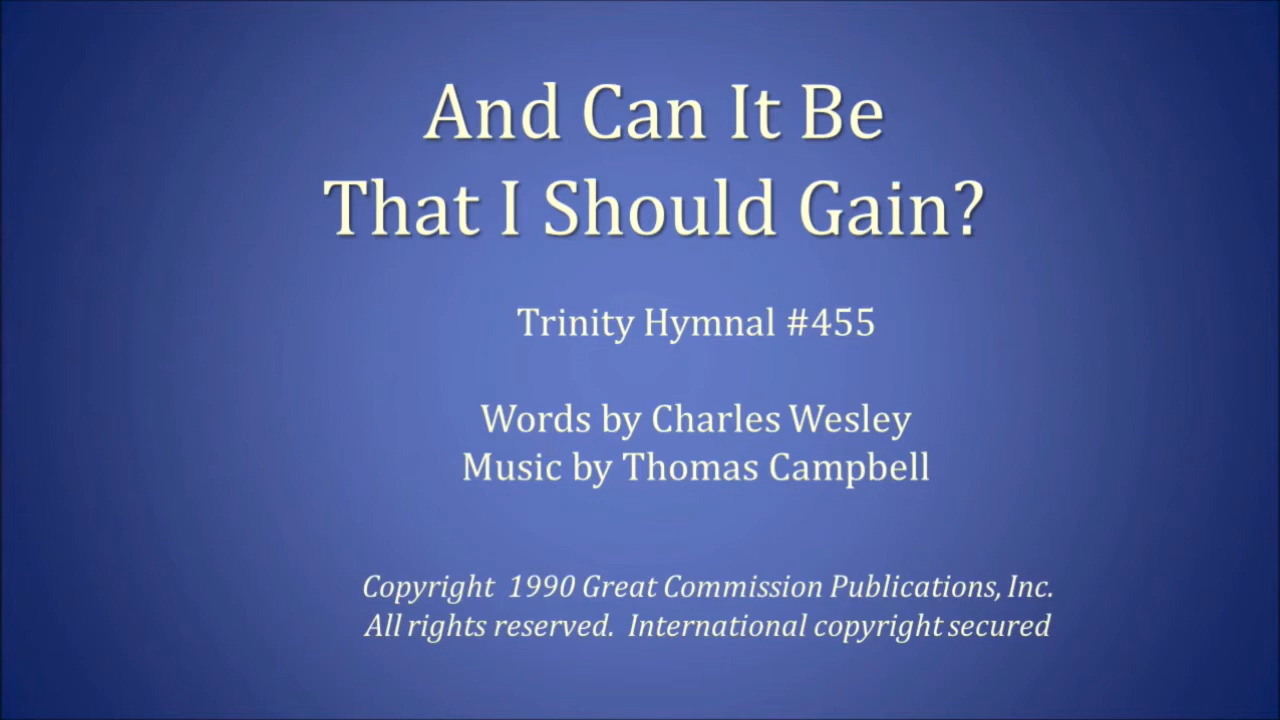 And Can It Be
That I Should Gain?
Trinity Hymnal #455
Words by Charles Wesley
Music by Thomas Campbell
Copyright  1990 Great Commission Publications, Inc.
All rights reserved.  International copyright secured